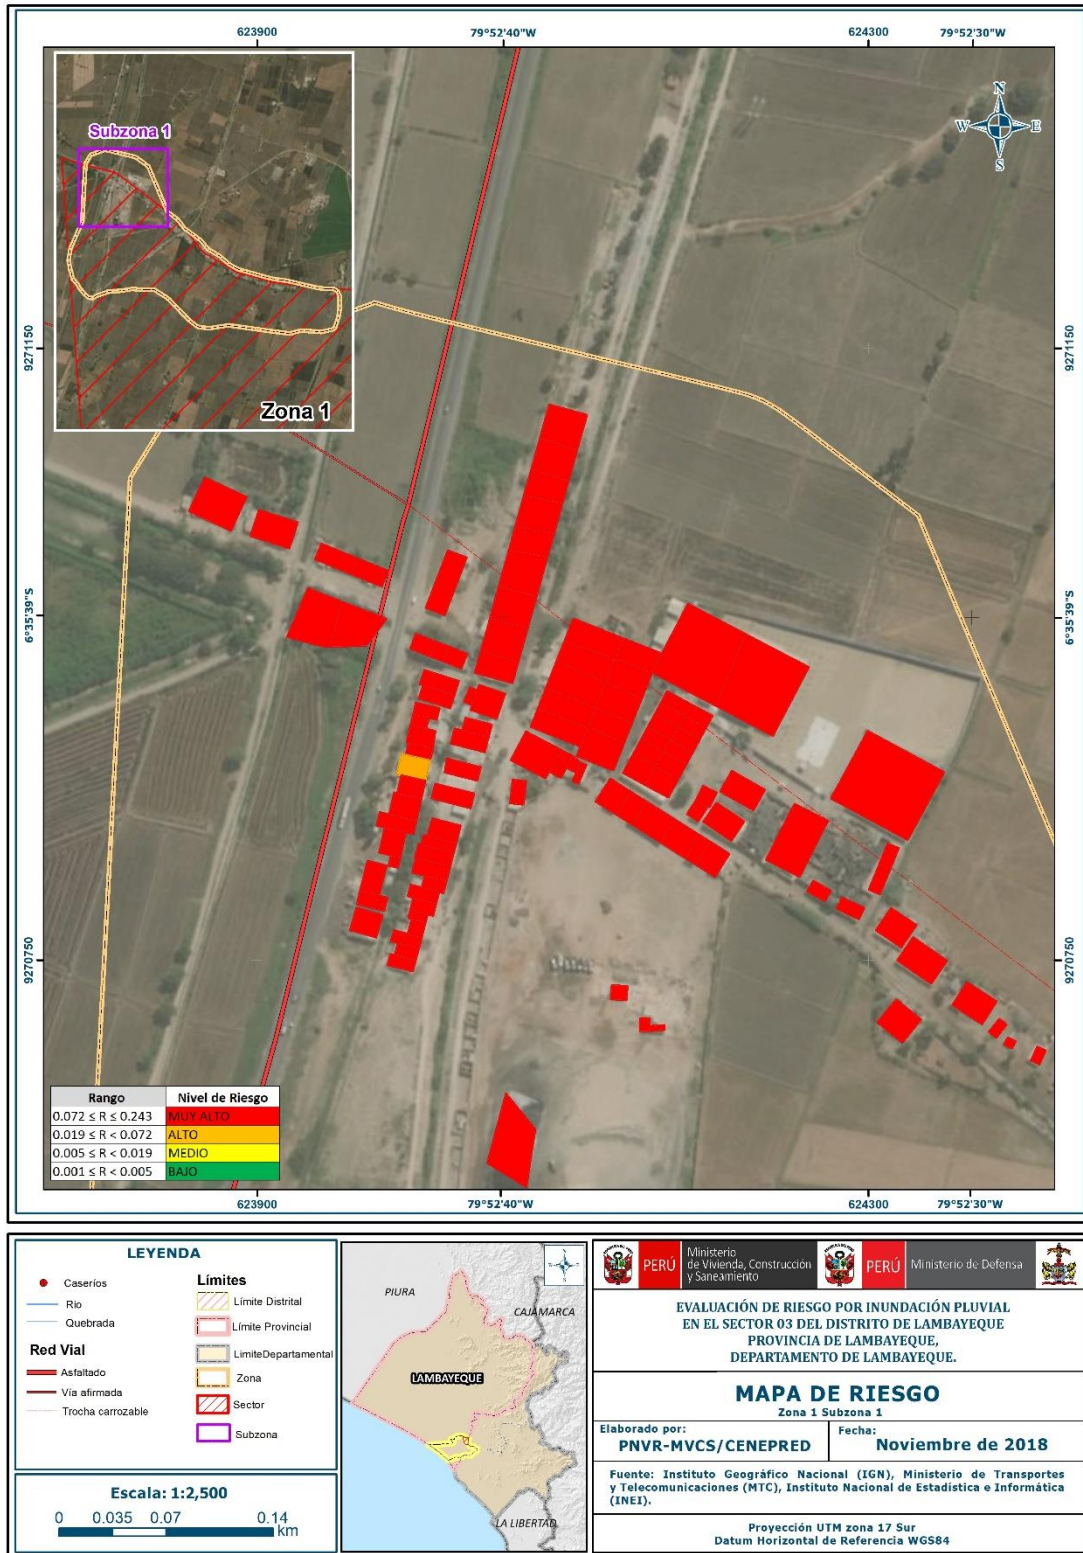 623900
79°52'40"W
624300
79°52'30"W
Subzona 1
Zona 1
N
W
E
S
9271150
9271150
6°35'39"S
6°35'39"S
9270750
9270750
Rango
Nivel de Riesgo
0.072 ≤ R ≤ 0.243
MUY ALTO
0.019 ≤ R < 0.072
ALTO
0.005 ≤ R < 0.019
MEDIO
0.001 ≤ R < 0.005
BAJO
623900
79°52'40"W
624300
79°52'30"W
LEYENDA
Caseríos
Rio
Quebrada
Red Vial
Asfaltado
Vía afirmada
Trocha carrozable
Límites
Límite Distrital
Límite Provincial
LimiteDepartamental
Zona
Sector
Subzona
Escala: 1:2,500
0 0.035 0.07 0.14
km
PIURA
CAJAMARCA
LAMBAYEQUE
LA LIBERTAD
PERÚ
Ministerio
de Vivienda, Construcción
y Saneamiento
PERÚ
Ministerio de Defensa
EVALUACIÓN DE RIESGO POR INUNDACIÓN PLUVIAL
EN EL SECTOR 03 DEL DISTRITO DE LAMBAYEQUE
PROVINCIA DE LAMBAYEQUE,
DEPARTAMENTO DE LAMBAYEQUE.
MAPA DE RIESGO
Zona 1 Subzona 1
Elaborado por:
PNVR-MVCS/CENEPRED
Fecha:
Noviembre de 2018
Fuente: Instituto Geográfico Nacional (IGN), Ministerio de Transportes
y Telecomunicaciones (MTC), Instituto Nacional de Estadística e Informática
(INEI).
Proyección UTM zona 17 Sur
Datum Horizontal de Referencia WGS84